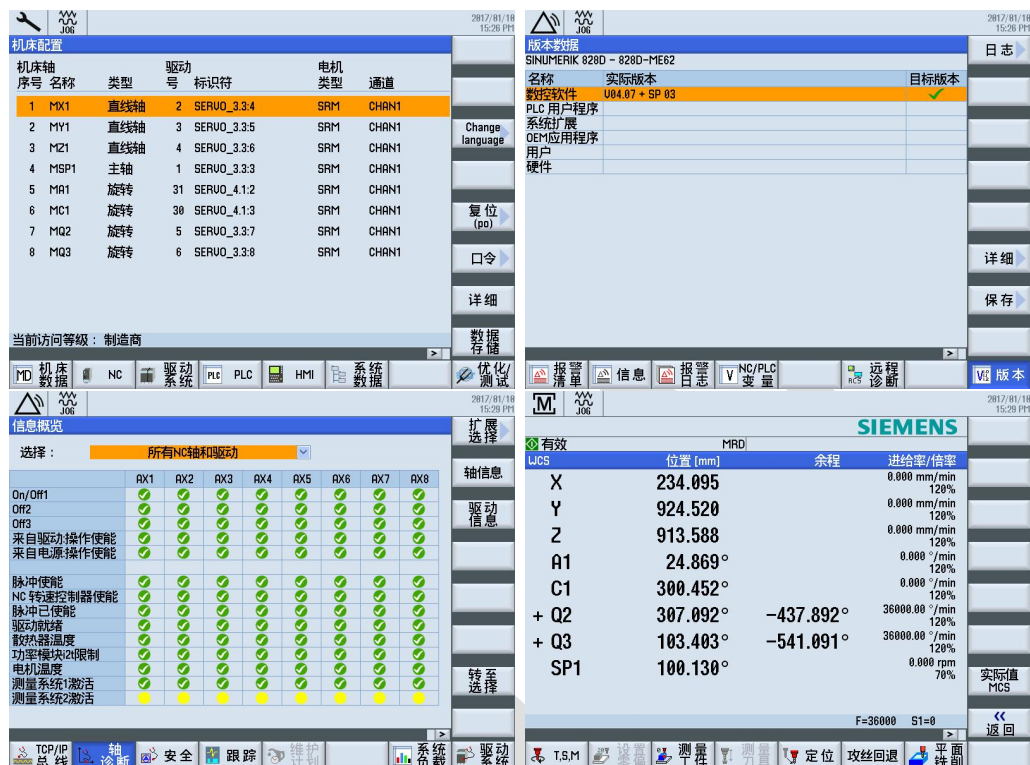 JOG
2017/01/18
15:26 PM
机床配置
机床轴 驱动 电机
序号 名称 类型 号 标识符 类型 通道
1 MX1 直线轴 2 SERVO_3.3:4 SRM CHAN1
2 MY1 直线轴 3 SERVO_3.3:5 SRM CHAN1
3 MZ1 直线轴 4 SERVO_3.3:6 SRM CHAN1
4 MSP1 主轴 1 SERVO_3.3:3 SRM CHAN1
5 MA1 旋转 31 SERVO_4.1:2 SRM CHAN1
6 MC1 旋转 30 SERVO_4.1:3 SRM CHAN1
7 MQ2 旋转 5 SERVO_3.3:7 SRM CHAN1
8 MQ3 旋转 6 SERVO_3.3:8 SRM CHAN1
当前访问等级： 制造商
Change
language
复位
(po)
口令
详细
数据
存储
MD 机床数据 NC 驱动系统 PLC PLC HMI 系统数据 优化/测试
JOG
2017/01/18
15:26 PM
版本数据
SINUMERIK 828D - 828D-ME62
名称 实际版本 目标版本
数控软件 V04.07 + SP 03
PLC 用户程序
系统扩展
OEM应用程序
用户
硬件
日志
详细
保存
报警清单 信息 报警日志 V NC/PLC变量 RCS 远程诊断 版本
JOG
2017/01/18
15:29 PM
信息概览
选择： 所有NC轴和驱动
AX1 AX2 AX3 AX4 AX5 AX6 AX7 AX8
On/Off1
Off2
Off3
来自驱动:操作使能
来自电源:操作使能
脉冲使能
NC 转速控制器使能
脉冲已使能
驱动就绪
散热器温度
功率模块i2t限制
电机温度
测量系统1激活
测量系统2激活
扩展
选择
轴信息
驱动
信息
转至
选择
TCP/IP总线 轴诊断 安全 跟踪 维护计划 系统负载 驱动系统
M JOG
2017/01/18
15:29 PM
SIEMENS
有效 MRD
WCS 位置 [mm] 余程 进给率/倍率
X 234.095 0.000 mm/min
120%
Y 924.520 0.000 mm/min
120%
Z 913.588 0.000 mm/min
120%
A1 24.869° 0.000 °/min
120%
C1 300.452° 0.000 °/min
120%
+ Q2 307.092° -437.892° 36000.00 °/min
120%
+ Q3 103.403° -541.091° 36000.00 °/min
120%
SP1 100.130° 0.000 rpm
70%
F=36000 S1=0
实际值
MCS
«
返回
T,S,M 设置零偏 测量工件 测量刀具 定位 攻丝回退 平面铣削